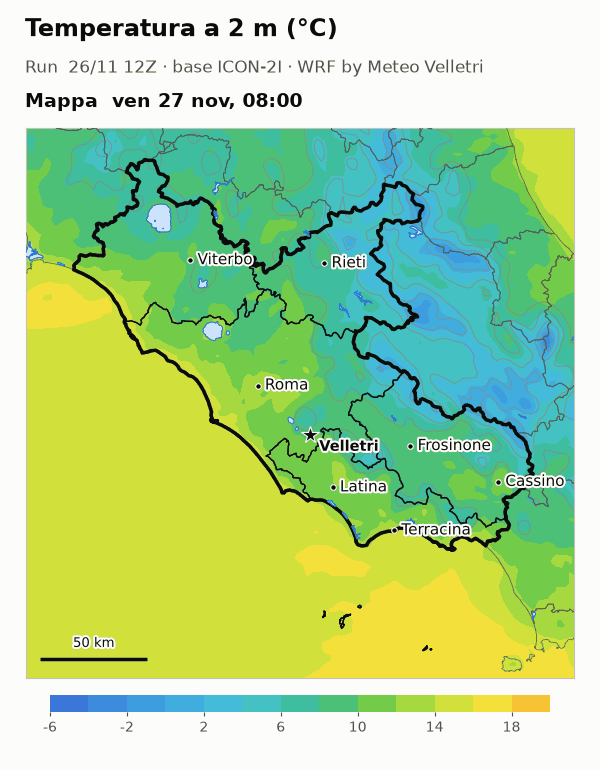 Temperatura a 2 m (°C)
Run  26/11 12Z · base ICON-2I · WRF by Meteo Velletri
Mappa  ven 27 nov, 08:00
Viterbo
Rieti
Roma
Velletri
Frosinone
Cassino
Latina
Terracina
50 km
-6 -2 2 6 10 14 18